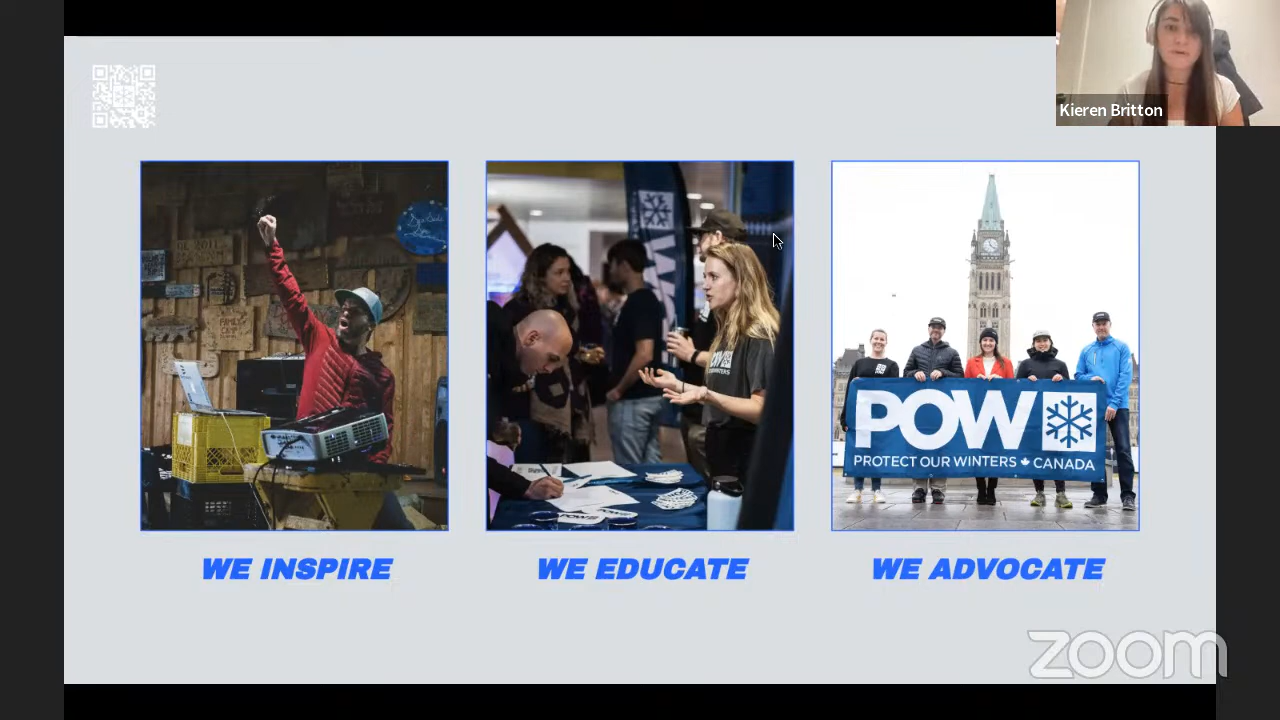 Kieren Britton
POW
PROTECT OUR WINTERS CANADA
WE INSPIRE
WE EDUCATE
WE ADVOCATE
zoom